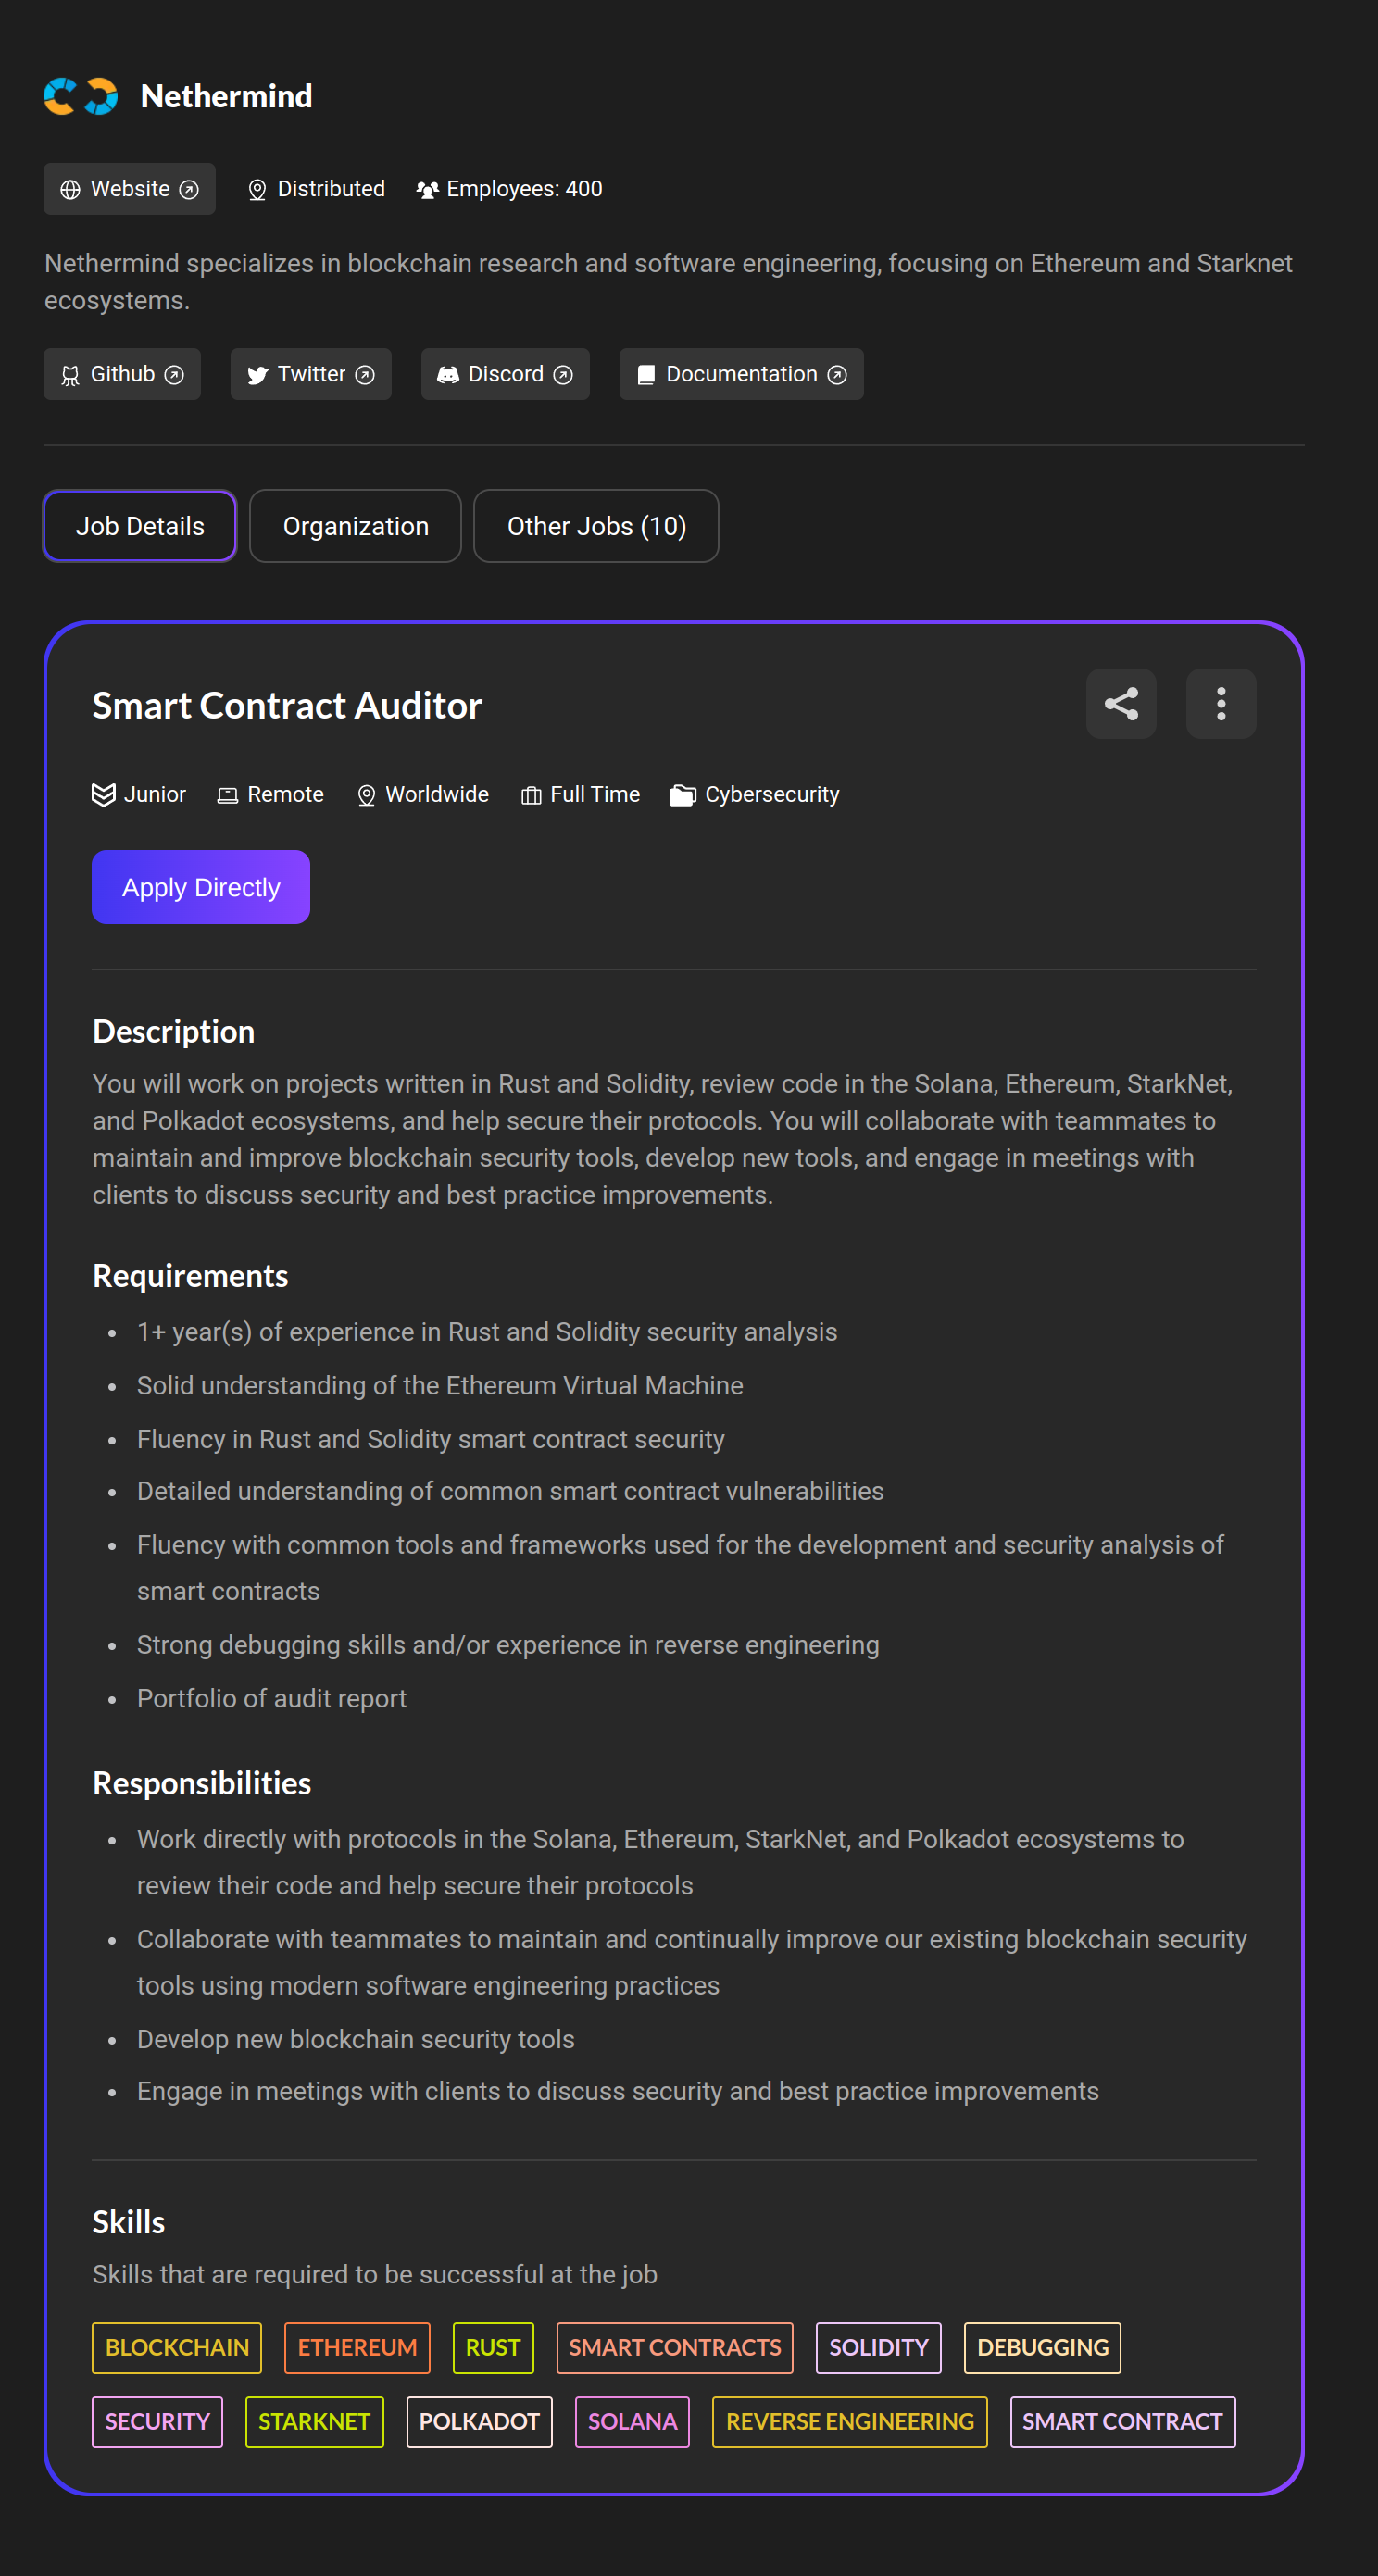 Nethermind
Website
Distributed
Employees: 400
Nethermind specializes in blockchain research and software engineering, focusing on Ethereum and Starknet
ecosystems.
Github
Twitter
Discord
Documentation
Job Details
Organization
Other Jobs (10)
Smart Contract Auditor
Junior
Remote
Worldwide
Full Time
Cybersecurity
Apply Directly
Description
You will work on projects written in Rust and Solidity, review code in the Solana, Ethereum, StarkNet,
and Polkadot ecosystems, and help secure their protocols. You will collaborate with teammates to
maintain and improve blockchain security tools, develop new tools, and engage in meetings with
clients to discuss security and best practice improvements.
Requirements
• 1+ year(s) of experience in Rust and Solidity security analysis
• Solid understanding of the Ethereum Virtual Machine
• Fluency in Rust and Solidity smart contract security
• Detailed understanding of common smart contract vulnerabilities
• Fluency with common tools and frameworks used for the development and security analysis of
smart contracts
• Strong debugging skills and/or experience in reverse engineering
• Portfolio of audit report
Responsibilities
• Work directly with protocols in the Solana, Ethereum, StarkNet, and Polkadot ecosystems to
review their code and help secure their protocols
• Collaborate with teammates to maintain and continually improve our existing blockchain security
tools using modern software engineering practices
• Develop new blockchain security tools
• Engage in meetings with clients to discuss security and best practice improvements
Skills
Skills that are required to be successful at the job
BLOCKCHAIN
ETHEREUM
RUST
SMART CONTRACTS
SOLIDITY
DEBUGGING
SECURITY
STARKNET
POLKADOT
SOLANA
REVERSE ENGINEERING
SMART CONTRACT